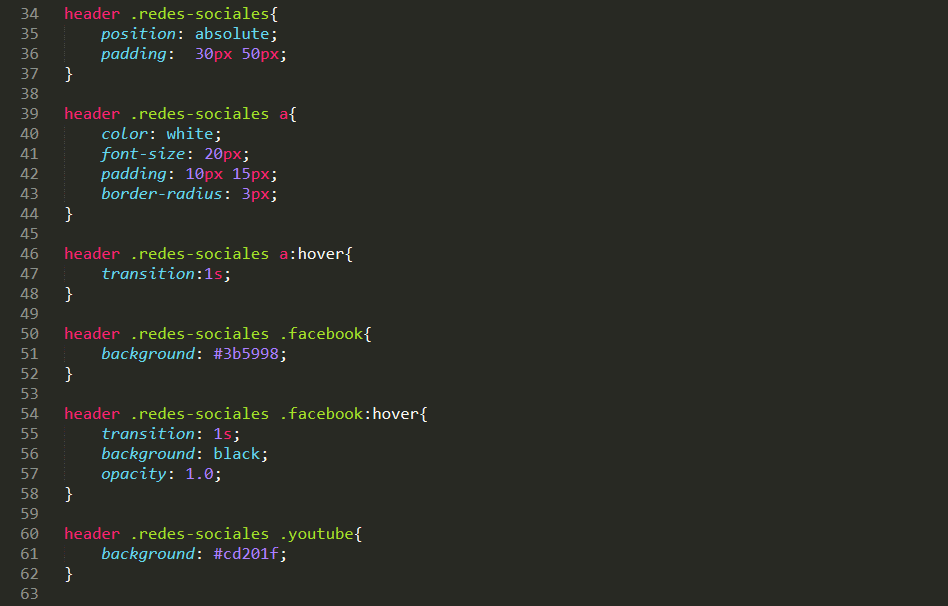 34 header .redes-sociales{
35     position: absolute;
36     padding:  30px 50px;
37 }
38
39 header .redes-sociales a{
40     color: white;
41     font-size: 20px;
42     padding: 10px 15px;
43     border-radius: 3px;
44 }
45
46 header .redes-sociales a:hover{
47     transition:1s;
48 }
49
50 header .redes-sociales .facebook{
51     background: #3b5998;
52 }
53
54 header .redes-sociales .facebook:hover{
55     transition: 1s;
56     background: black;
57     opacity: 1.0;
58 }
59
60 header .redes-sociales .youtube{
61     background: #cd201f;
62 }
63